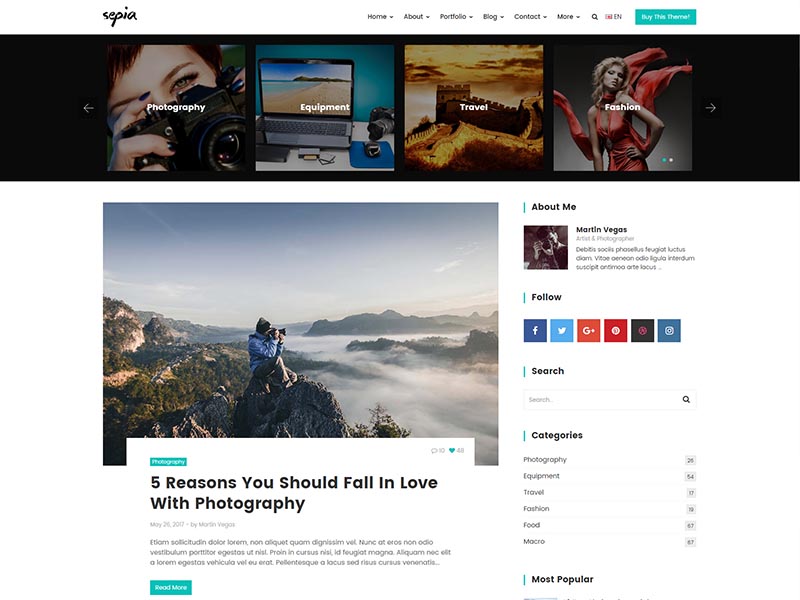 sepia
Home About Portfolio Blog Contact More EN Buy This Theme!
Photography Equipment Travel Fashion
10 48
Photography
5 Reasons You Should Fall In Love
With Photography
May 26, 2017 - by Martin Vegas
Etiam sollicitudin dolor lorem, non aliquet quam dignissim vel. Nunc at eros non odio
vestibulum porttitor egestas ut nisl. Proin in cursus nisi, id feugiat magna. Aliquam nec elit
a lorem egestas vehicula vel eu erat. Pellentesque a lacus sed risus cursus venenatis...
Read More
About Me
Martin Vegas
Artist & Photographer
Debitis sociis phasellus feugiat luctus
diam. Vitae aenean odio ligula interdum
suscipit antimoa arte lacus ...
Follow
Search
Search...
Categories
Photography 26
Equipment 54
Travel 17
Fashion 19
Food 67
Macro 67
Most Popular